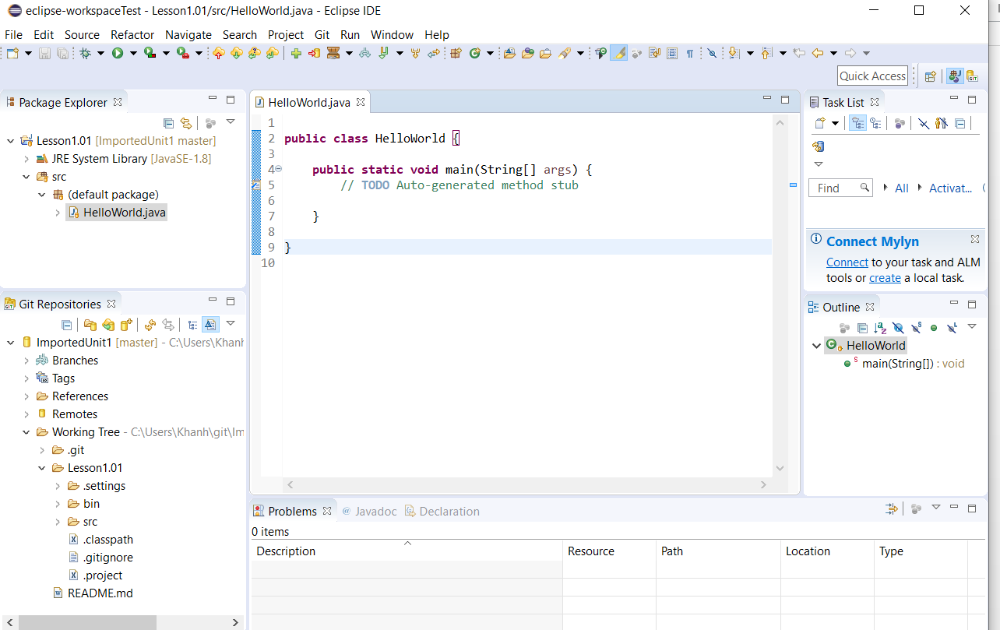 eclipse-workspaceTest - Lesson1.01/src/HelloWorld.java - Eclipse IDE
File Edit Source Refactor Navigate Search Project Git Run Window Help
Quick Access
Package Explorer
Lesson1.01 [ImportedUnit1 master]
JRE System Library [JavaSE-1.8]
src
(default package)
HelloWorld.java
Git Repositories
ImportedUnit1 [master] - C:\Users\Khanh
Branches
Tags
References
Remotes
Working Tree - C:\Users\Khanh\git\Im
.git
Lesson1.01
.settings
bin
src
.classpath
.gitignore
.project
README.md
HelloWorld.java
1
2 public class HelloWorld {
3
4 public static void main(String[] args) {
5 // TODO Auto-generated method stub
6
7 }
8
9 }
10
Problems @ Javadoc Declaration
0 items
Description Resource Path Location Type
Task List
Find All Activat...
Connect Mylyn
Connect to your task and ALM
tools or create a local task.
Outline
HelloWorld
main(String[]) : void